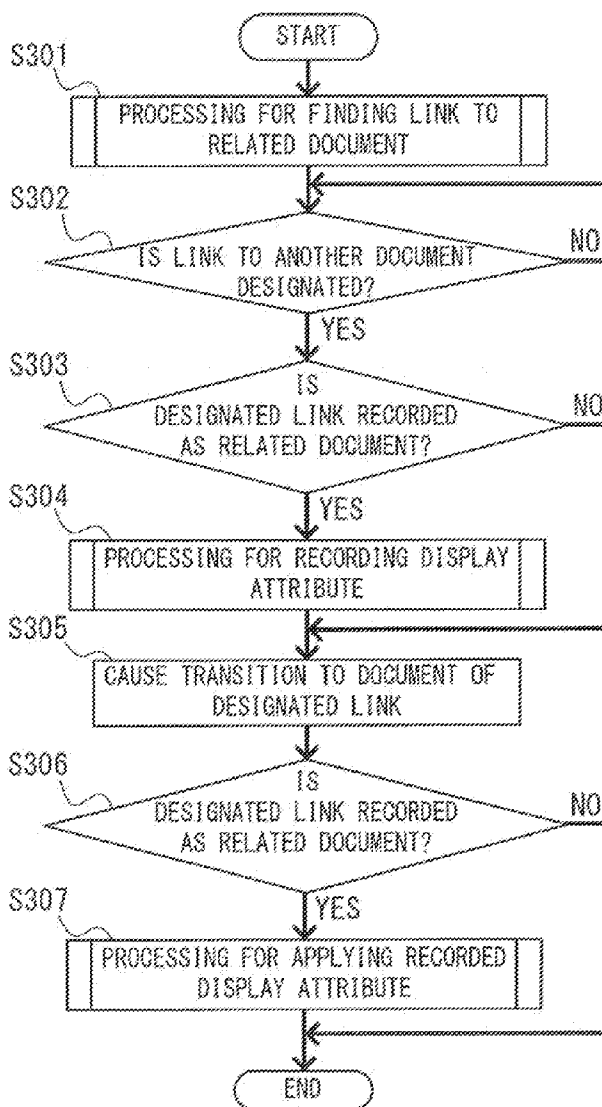 START
S301
PROCESSING FOR FINDING LINK TO
RELATED DOCUMENT
S302
IS LINK TO ANOTHER DOCUMENT
DESIGNATED?
NO
YES
S303
IS
DESIGNATED LINK RECORDED
AS RELATED DOCUMENT?
NO
YES
S304
PROCESSING FOR RECORDING DISPLAY
ATTRIBUTE
S305
CAUSE TRANSITION TO DOCUMENT OF
DESIGNATED LINK
S306
IS
DESIGNATED LINK RECORDED
AS RELATED DOCUMENT?
NO
YES
S307
PROCESSING FOR APPLYING RECORDED
DISPLAY ATTRIBUTE
END